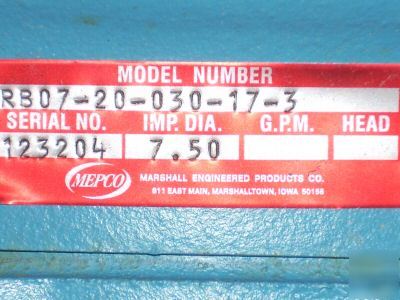 MODEL NUMBER
RB07-20-030-17-3
SERIAL NO. IMP. DIA. G.P.M. HEAD
123204 7.50
MEPCO
MARSHALL ENGINEERED PRODUCTS CO.
811 EAST MAIN, MARSHALLTOWN, IOWA 50158